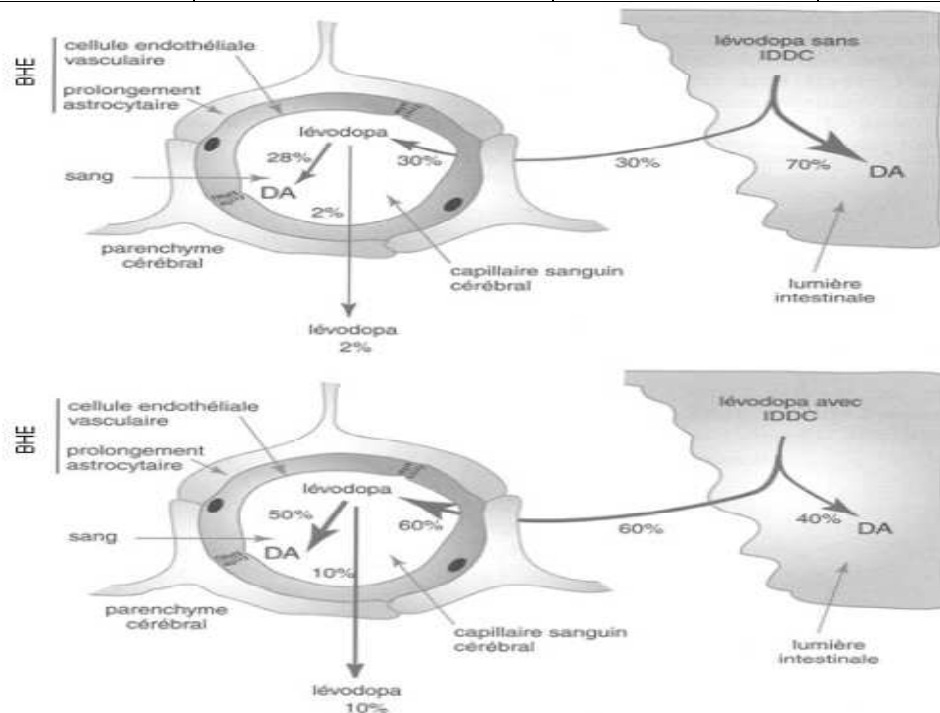 BHE
cellule endothéliale
vasculaire
prolongement
astrocytaire
sang
parenchyme
cérébral
lévodopa
28%
30%
DA
2%
capillaire sanguin
cérébral
lévodopa
2%
30%
lévodopa sans
IDDC
70%
DA
lumière
intestinale
BHE
cellule endothéliale
vasculaire
prolongement
astrocytaire
sang
parenchyme
cérébral
lévodopa
50%
60%
DA
10%
capillaire sanguin
cérébral
lévodopa
10%
60%
lévodopa avec
IDDC
40%
DA
lumière
intestinale